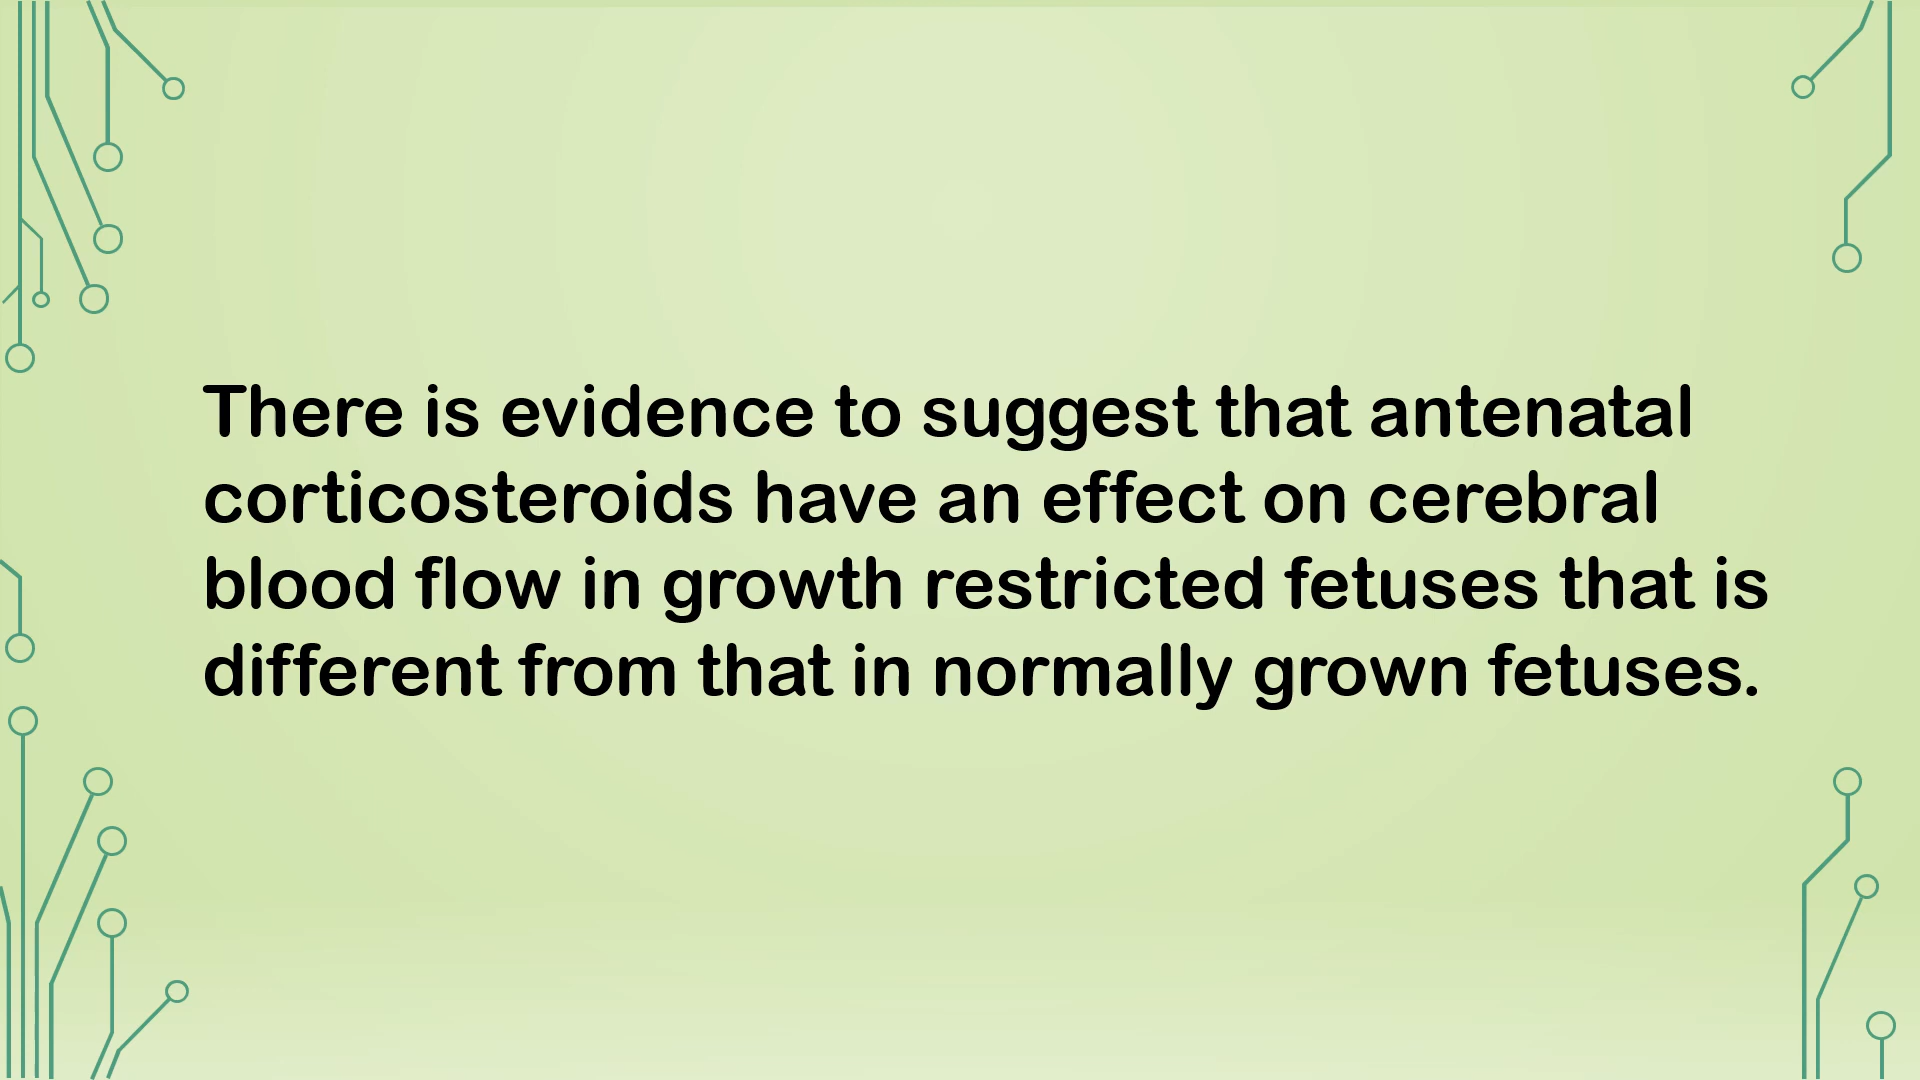 There is evidence to suggest that antenatal
corticosteroids have an effect on cerebral
blood flow in growth restricted fetuses that is
different from that in normally grown fetuses.